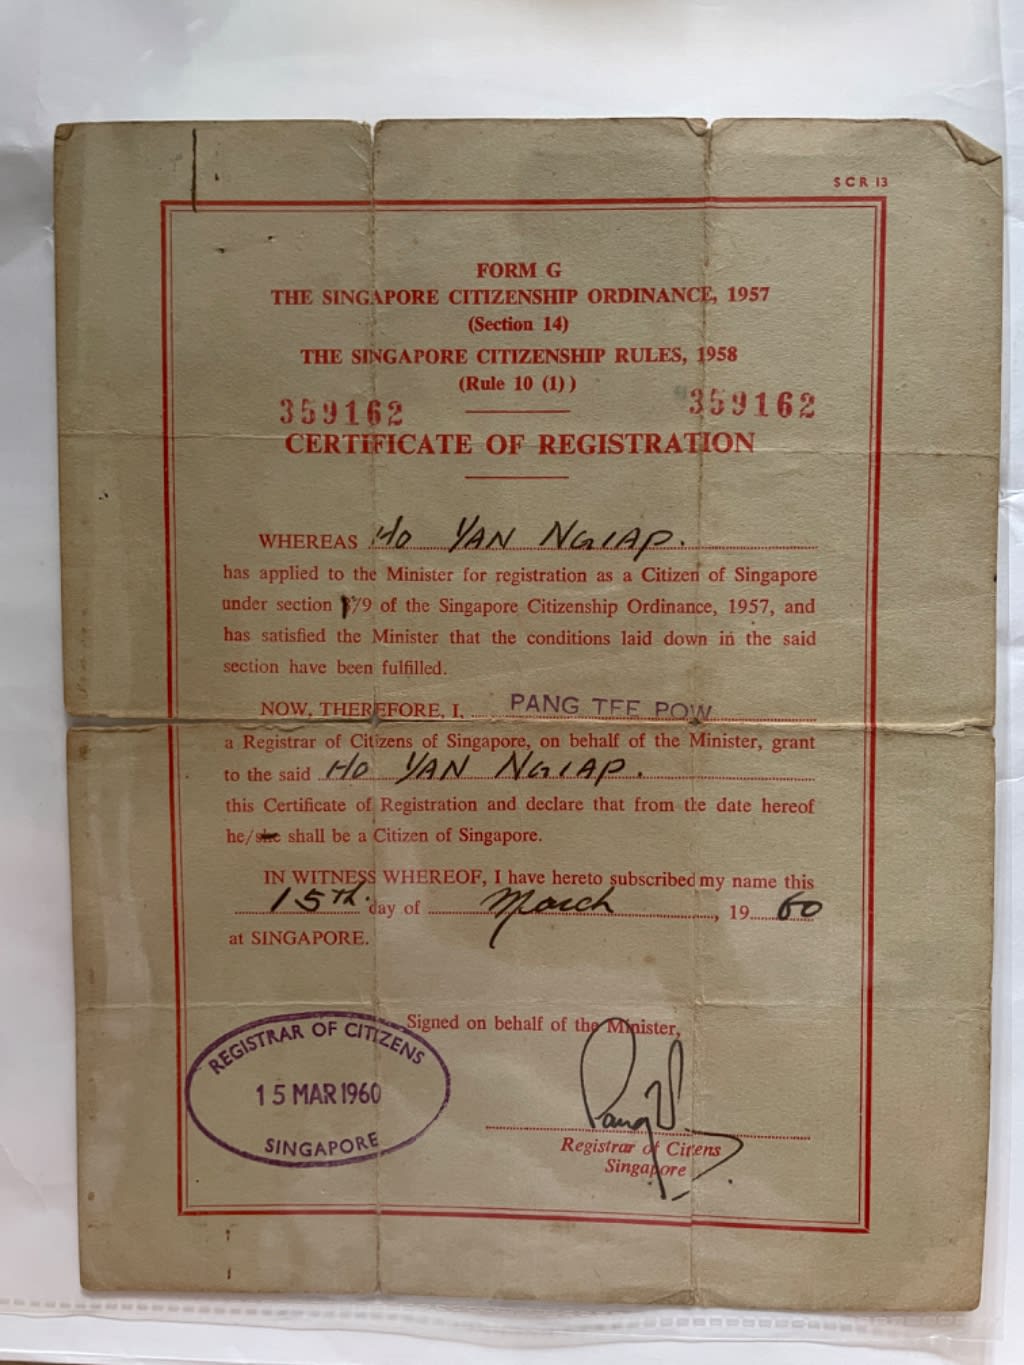 SCR 13
FORM G
THE SINGAPORE CITIZENSHIP ORDINANCE, 1957
(Section 14)
THE SINGAPORE CITIZENSHIP RULES, 1958
(Rule 10 (1))
359162 359162
CERTIFICATE OF REGISTRATION
WHEREAS HO YAN NGIAP.
has applied to the Minister for registration as a Citizen of Singapore
under section /9 of the Singapore Citizenship Ordinance, 1957, and
has satisfied the Minister that the conditions laid down in the said
section have been fulfilled.
NOW, THEREFORE, I, PANG TEE POW
a Registrar of Citizens of Singapore, on behalf of the Minister, grant
to the said HO YAN NGIAP.
this Certificate of Registration and declare that from the date hereof
he/she shall be a Citizen of Singapore.
IN WITNESS WHEREOF, I have hereto subscribed my name this
15th. day of March, 1960
at SINGAPORE.
Signed on behalf of the Minister,
REGISTRAR OF CITIZENS
15 MAR 1960
SINGAPORE
Registrar of Citizens
Singapore